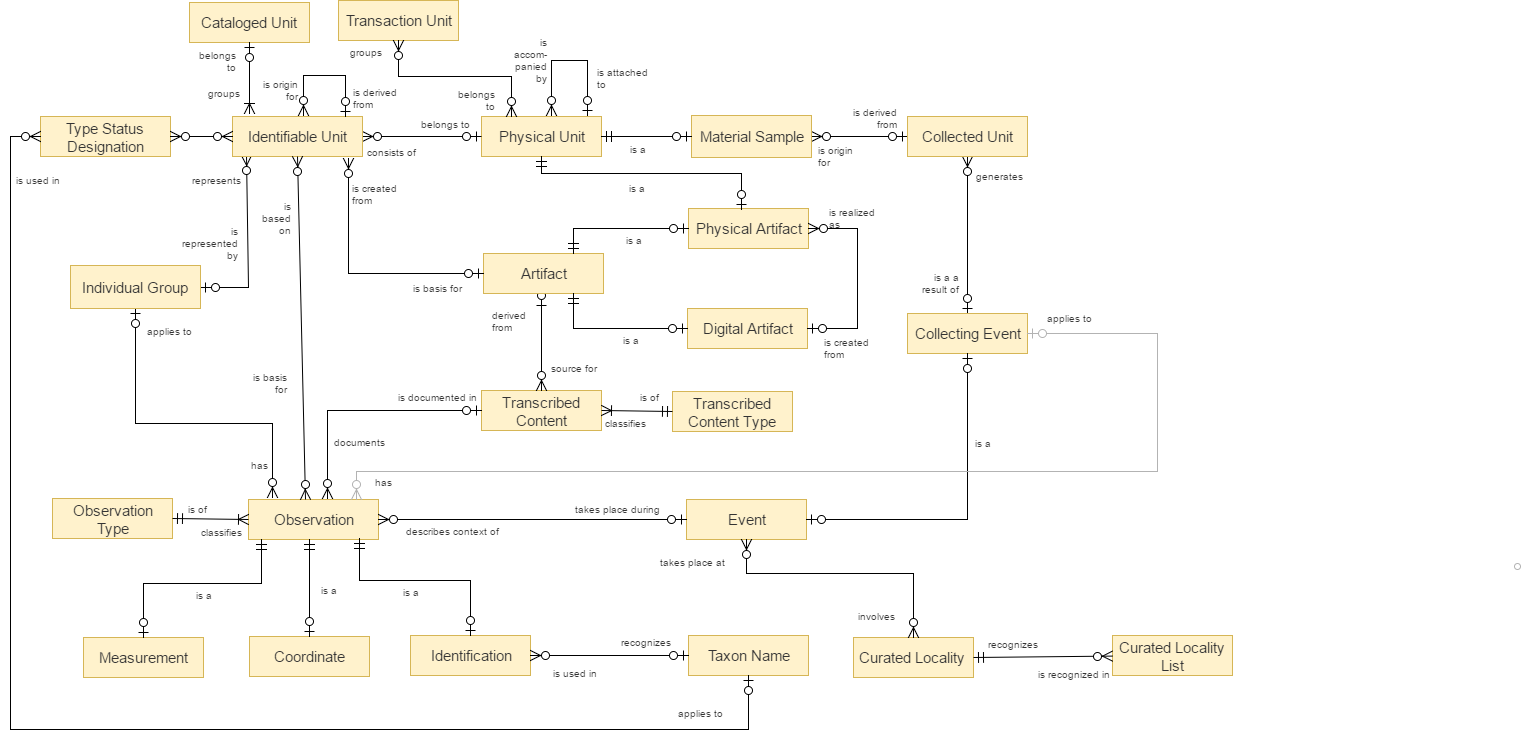 Cataloged Unit
Transaction Unit
belongs
to
groups
groups
is origin
for
is derived
from
belongs
to
is
accom-
panied
by
is attached
to
Type Status
Designation
Identifiable Unit
belongs to
consists of
Physical Unit
is a
Material Sample
is derived
from
is origin
for
Collected Unit
is used in
represents
is
based
on
is created
from
is a
generates
is
represented
by
Physical Artifact
is realized
as
is a
Individual Group
Artifact
is basis for
is a a
result of
applies to
derived
from
Digital Artifact
is a
is created
from
Collecting Event
applies to
is basis
for
source for
is documented in
Transcribed
Content
is of
classifies
Transcribed
Content Type
documents
is a
has
has
Observation
Type
is of
classifies
Observation
takes place during
describes context of
Event
takes place at
is a
is a
is a
involves
Measurement
Coordinate
Identification
recognizes
is used in
Taxon Name
Curated Locality
recognizes
is recognized in
Curated Locality
List
applies to